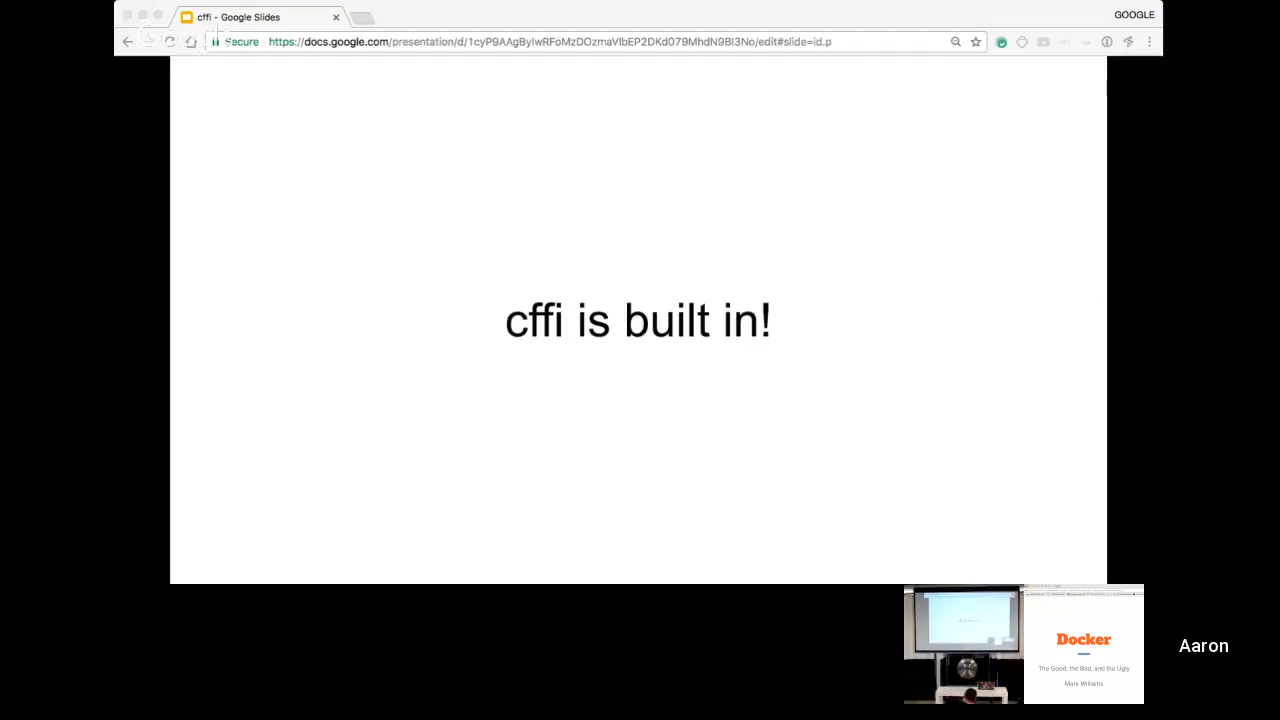 cffi - Google Slides
GOOGLE
Secure https://docs.google.com/presentation/d/1cyP9AAgBylwRFoMzDOzmaVlbEP2DKd079MhdN9Bl3No/edit#slide=id.p
cffi is built in!
Docker
The Good, the Bad, and the Ugly
Mark Williams
Aaron